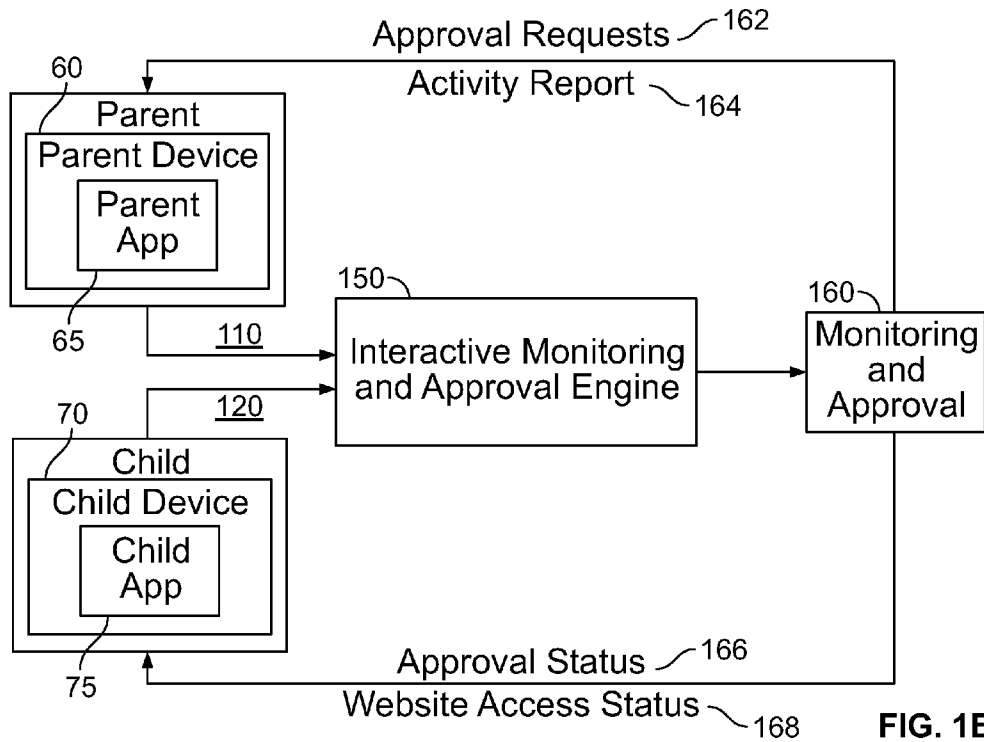 Approval Requests 162
60
Activity Report 164
Parent
Parent Device
Parent
App
65
110
150
160
Interactive Monitoring
and Approval Engine
Monitoring
and
Approval
120
70
Child
Child Device
Child
App
75
Approval Status 166
Website Access Status 168
FIG. 1B